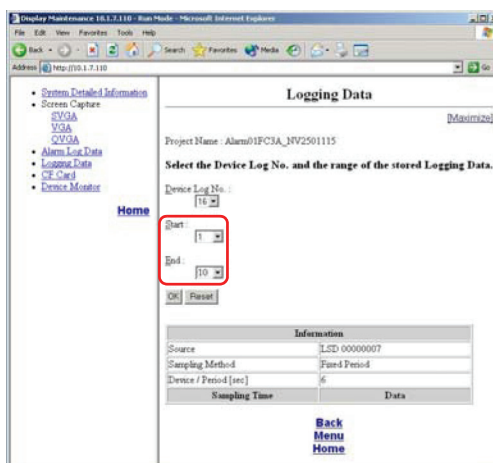 Display Maintenance 10.1.7.110 - Run Mode - Microsoft Internet Explorer
File Edit View Favorites Tools Help
Back Search Favorites Media
Address http://10.1.7.110 Go
System Detailed Information
Screen Capture
SVGA
VGA
QVGA
Alarm Log Data
Logging Data
CF Card
Device Monitor
Home
Logging Data
[Maximize]
Project Name : Alarm01FC3A_NV2501115
Select the Device Log No. and the range of the stored Logging Data.
Device Log No. :
16
Start :
1
End :
10
OK Reset
Information
Source LSD 00000007
Sampling Method Fixed Period
Device / Period [sec] 6
Sampling Time Data
Back
Menu
Home